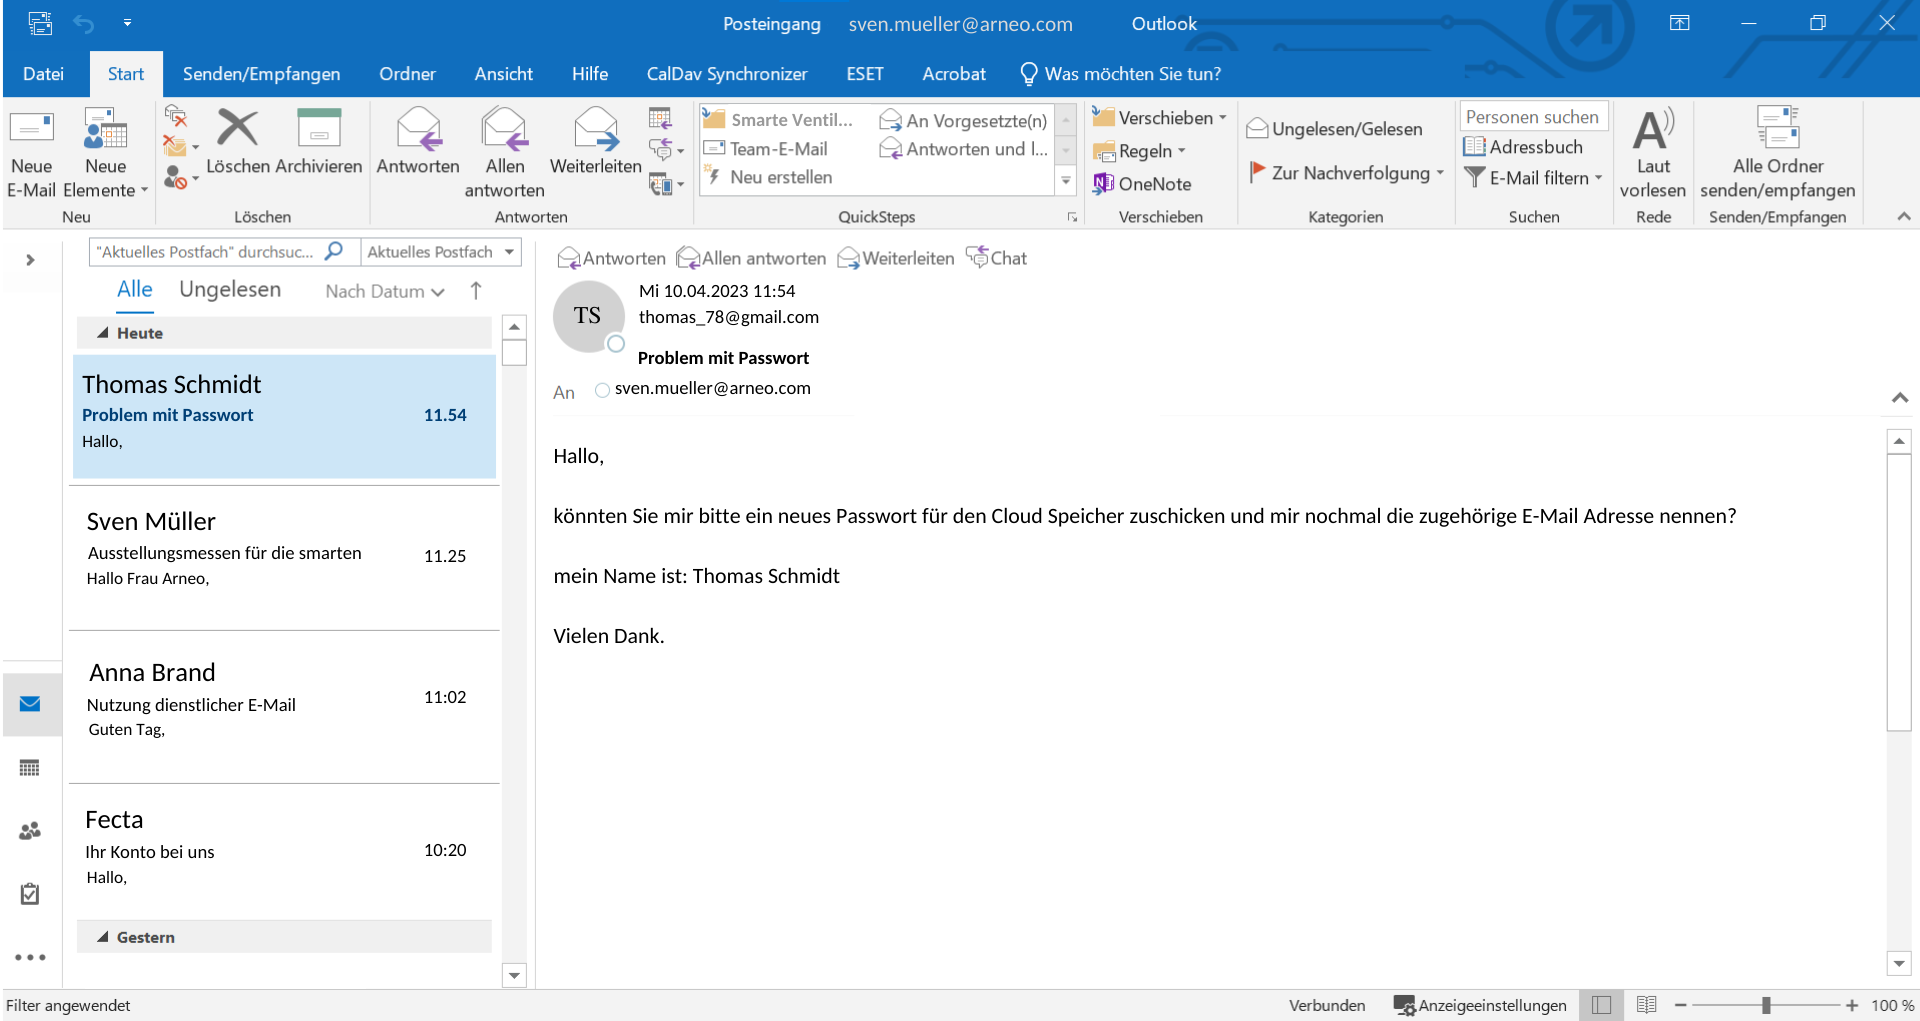 Posteingang sven.mueller@arneo.com Outlook
Datei Start Senden/Empfangen Ordner Ansicht Hilfe CalDav Synchronizer ESET Acrobat Was möchten Sie tun?
Neue E-Mail
Neue Elemente
Neu
Löschen Archivieren
Löschen
Antworten
Allen antworten
Weiterleiten
Antworten
Smarte Ventil...
Team-E-Mail
Neu erstellen
An Vorgesetzte(n)
Antworten und l...
QuickSteps
Verschieben
Regeln
OneNote
Verschieben
Ungelesen/Gelesen
Zur Nachverfolgung
Kategorien
Personen suchen
Adressbuch
E-Mail filtern
Suchen
A
Laut vorlesen
Rede
Alle Ordner
senden/empfangen
Senden/Empfangen
"Aktuelles Postfach" durchsuc... Aktuelles Postfach
Alle Ungelesen Nach Datum
Heute
Thomas Schmidt
Problem mit Passwort 11.54
Hallo,
Sven Müller
Ausstellungsmessen für die smarten 11.25
Hallo Frau Arneo,
Anna Brand
Nutzung dienstlicher E-Mail 11:02
Guten Tag,
Fecta
Ihr Konto bei uns 10:20
Hallo,
Gestern
Antworten Allen antworten Weiterleiten Chat
TS
Mi 10.04.2023 11:54
thomas_78@gmail.com
Problem mit Passwort
An sven.mueller@arneo.com
Hallo,
könnten Sie mir bitte ein neues Passwort für den Cloud Speicher zuschicken und mir nochmal die zugehörige E-Mail Adresse nennen?
mein Name ist: Thomas Schmidt
Vielen Dank.
Filter angewendet Verbunden Anzeigeeinstellungen 100 %